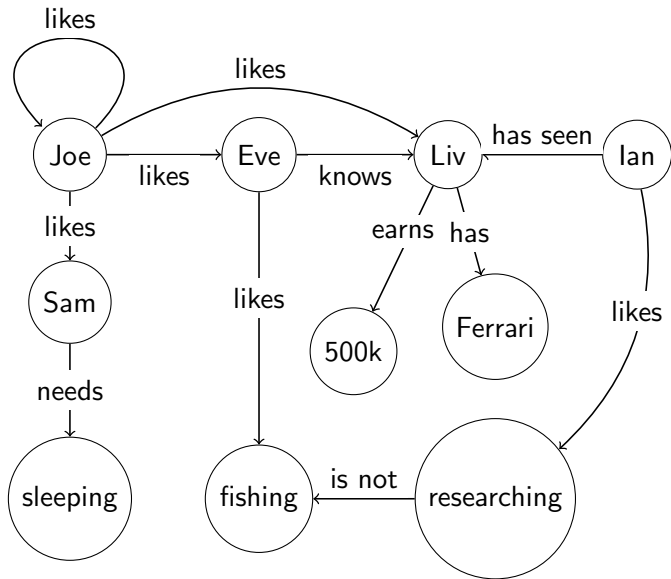 likes
likes
Joe
likes
Eve
knows
Liv
has seen
Ian
likes
earns
has
Sam
likes
500k
Ferrari
likes
needs
sleeping
fishing
is not
researching